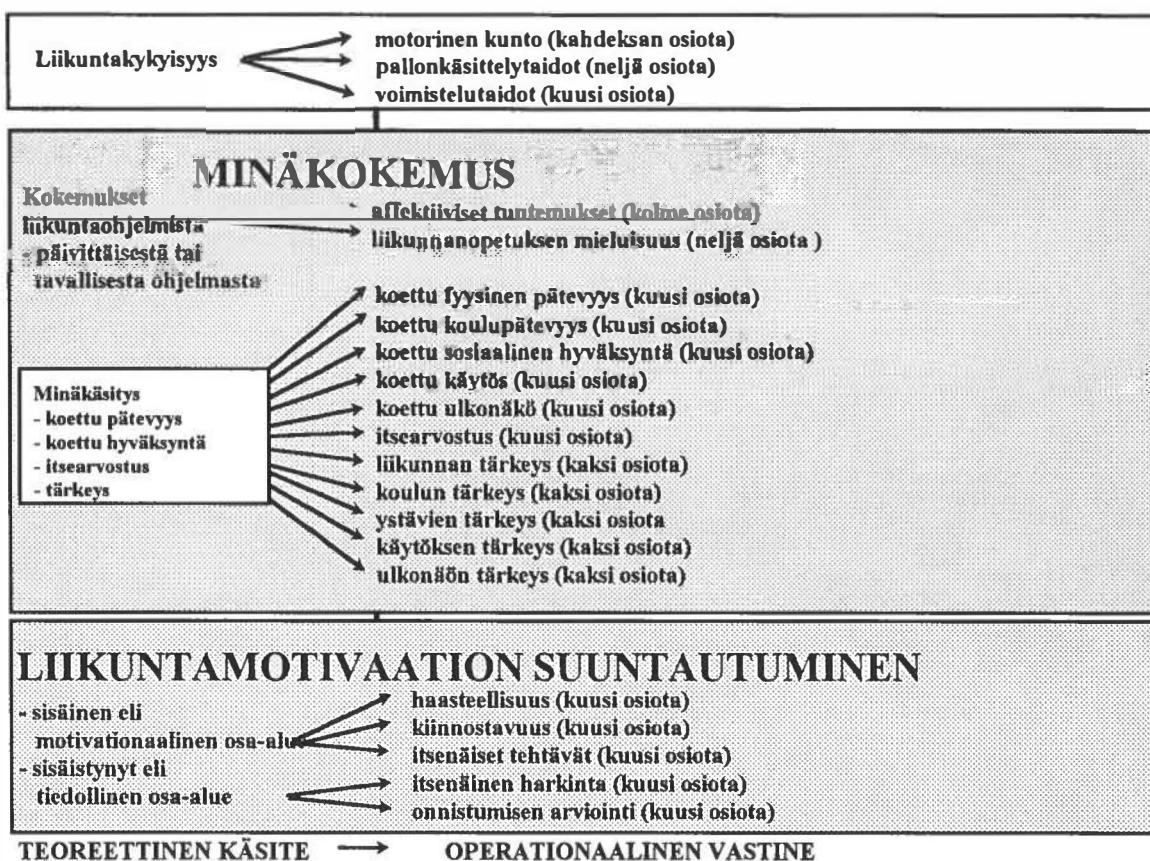 Liikuntakykyisyys
motorinen kunto (kahdeksan osiota)
pallonkäsittelytaidot (neljä osiota)
voimistelutaidot (kuusi osiota)
MINÄKOKEMUS
Kokemukset
liikuntaohjelmista
- päivittäisestä tai
tavallisesta ohjelmasta
affektiiviset tuntemukset (kolme osiota)
liikunnanopetuksen mieluisuus (neljä osiota )
Minäkäsitys
- koettu pätevyys
- koettu hyväksyntä
- itsearvostus
- tärkeys
koettu fyysinen pätevyys (kuusi osiota)
koettu koulupätevyys (kuusi osiota)
koettu sosiaalinen hyväksyntä (kuusi osiota)
koettu käytös (kuusi osiota)
koettu ulkonäkö (kuusi osiota)
itsearvostus (kuusi osiota)
liikunnan tärkeys (kaksi osiota)
koulun tärkeys (kaksi osiota)
ystävien tärkeys (kaksi osiota
käytöksen tärkeys (kaksi osiota)
ulkonäön tärkeys (kaksi osiota)
LIIKUNTAMOTIVAATION SUUNTAUTUMINEN
- sisäinen eli
motivationaalinen osa-alue
- sisäistynyt eli
tiedollinen osa-alue
haasteellisuus (kuusi osiota)
kiinnostavuus (kuusi osiota)
itsenäiset tehtävät (kuusi osiota)
itsenäinen harkinta (kuusi osiota)
onnistumisen arviointi (kuusi osiota)
TEOREETTINEN KÄSITE → OPERATIONAALINEN VASTINE